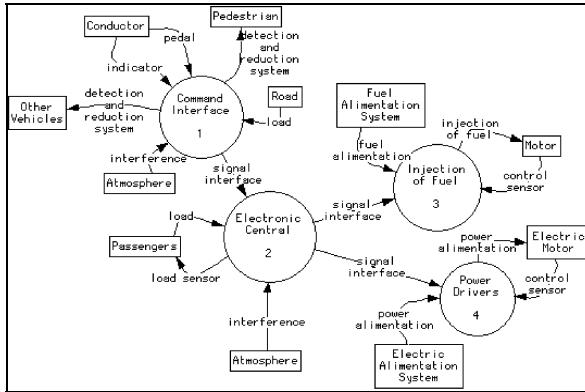 Pedestrian
Conductor
pedal
detection
and
reduction
system
indicator
detection
and
reduction
system
Other
Vehicles
Command
Interface
1
Road
load
interference
Atmosphere
signal
interface
Fuel
Alimentation
System
fuel
alimentation
injection
of fuel
Motor
control
sensor
Injection
of Fuel
3
signal
interface
load
Passengers
load sensor
Electronic
Central
2
signal
interface
power
alimentation
Electric
Motor
control
sensor
Power
Drivers
4
power
alimentation
interference
Atmosphere
Electric
Alimentation
System